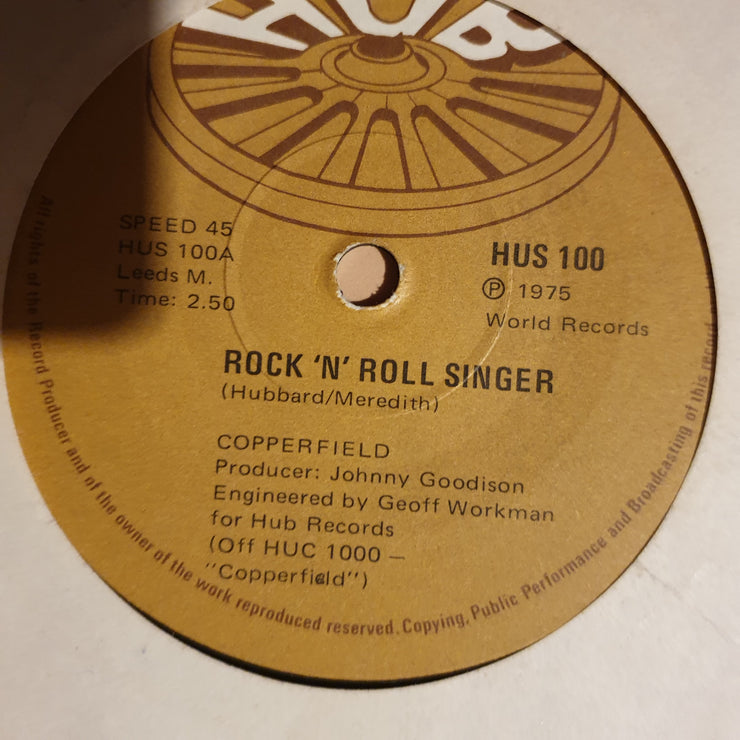 HUB
SPEED 45
HUS 100A
Leeds M.
Time: 2.50
HUS 100
Ⓟ 1975
World Records
ROCK 'N' ROLL SINGER
(Hubbard/Meredith)
COPPERFIELD
Producer: Johnny Goodison
Engineered by Geoff Workman
for Hub Records
(Off HUC 1000 –
"Copperfield")
All rights of the Record Producer and of the owner of the work reproduced reserved. Copying, Public Performance and Broadcasting of this record